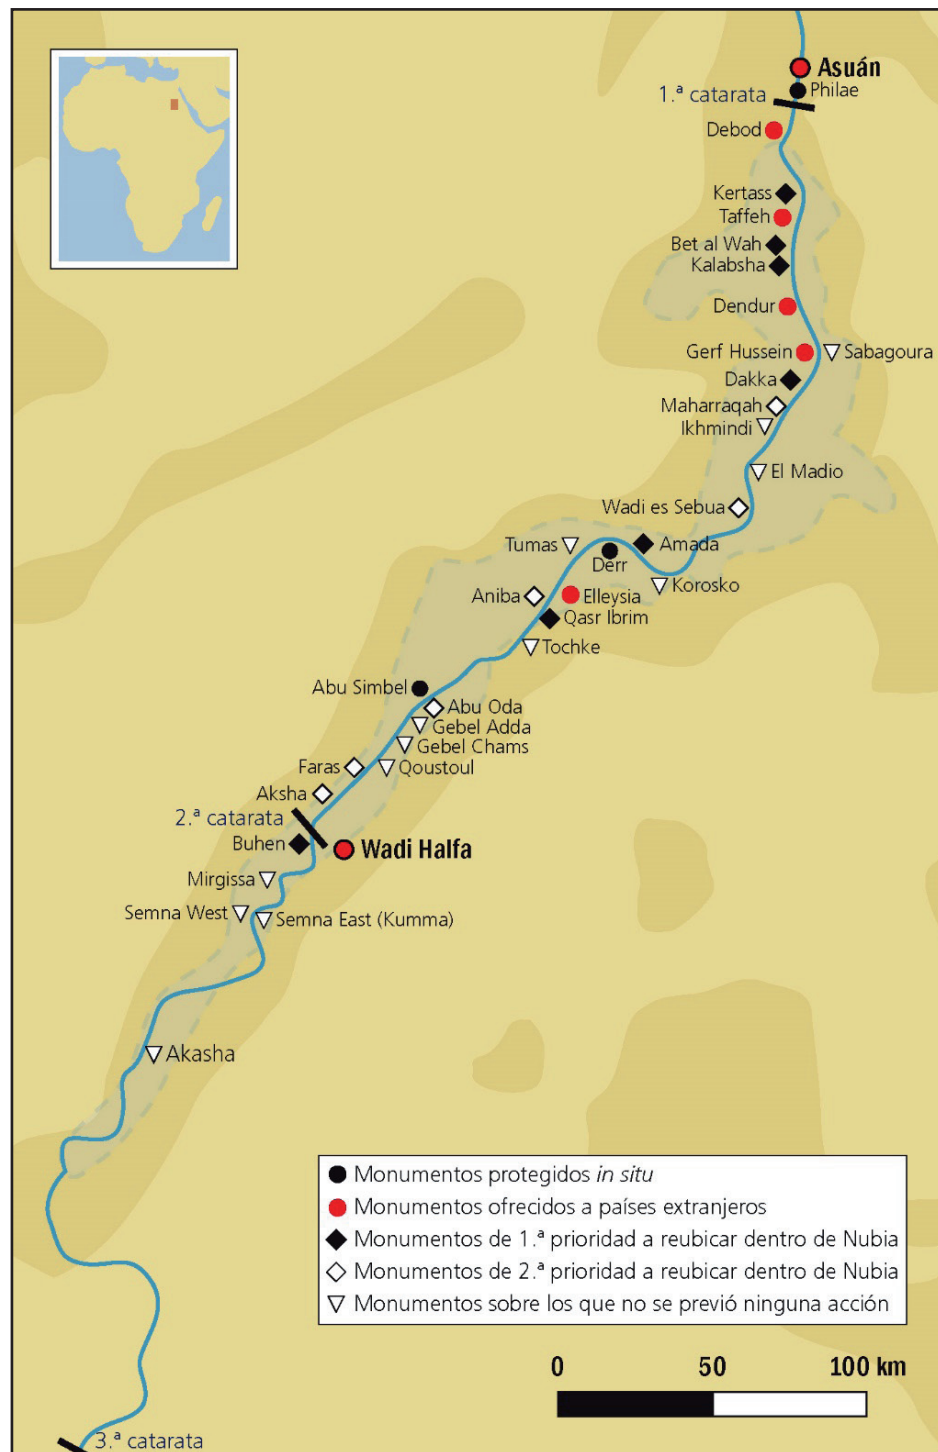 Asuán
Philae
1.ª catarata
Debod
Kertass
Taffeh
Bet al Wah
Kalabsha
Dendur
Gerf Hussein
Sabagoura
Dakka
Maharraqah
Ikhmindi
El Madio
Wadi es Sebua
Tumas
Amada
Derr
Korosko
Aniba
Elleysia
Qasr Ibrim
Tochke
Abu Simbel
Abu Oda
Gebel Adda
Gebel Chams
Faras
Qoustoul
Aksha
2.ª catarata
Buhen
Wadi Halfa
Mirgissa
Semna West
Semna East (Kumma)
Akasha
Monumentos protegidos in situ
Monumentos ofrecidos a países extranjeros
Monumentos de 1.ª prioridad a reubicar dentro de Nubia
Monumentos de 2.ª prioridad a reubicar dentro de Nubia
Monumentos sobre los que no se previó ninguna acción
0 50 100 km
3.ª catarata